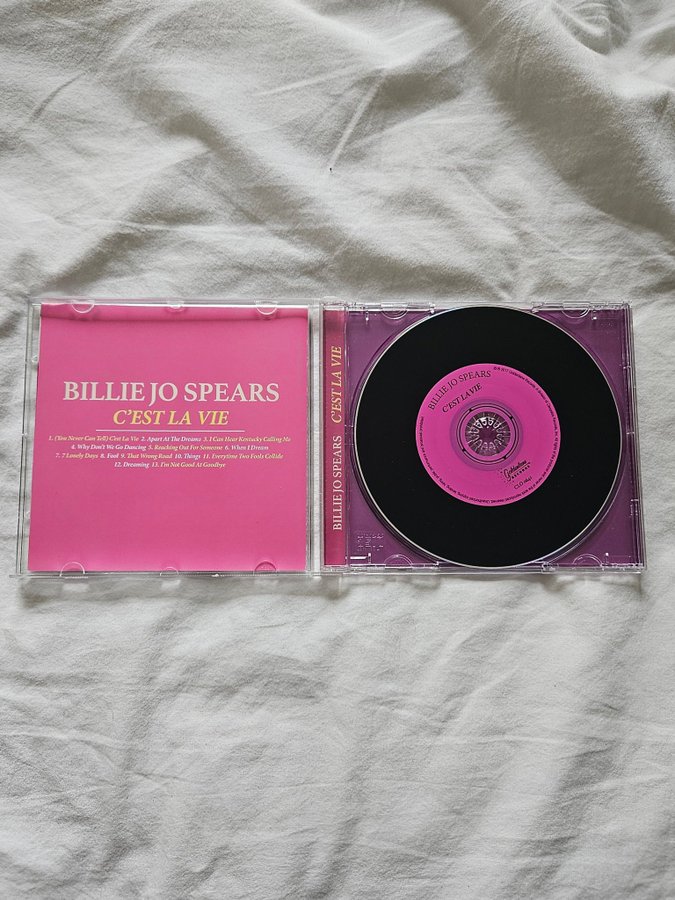 BILLIE JO SPEARS
C'EST LA VIE
1. (You Never Can Tell) C'est La Vie 2. Apart At The Dreams 3. I Can Hear Kentucky Calling Me
4. Why Don't We Go Dancing 5. Reaching Out For Someone 6. When I Dream
7. 7 Lonely Days 8. Fool 9. That Wrong Road 10. Things 11. Everytime Two Fools Collide
12. Dreaming 13. I'm Not Good At Goodbye
BILLIE JO SPEARS C'EST LA VIE
BILLIE JO SPEARS
C'EST LA VIE
Goldenlane
RECORDS